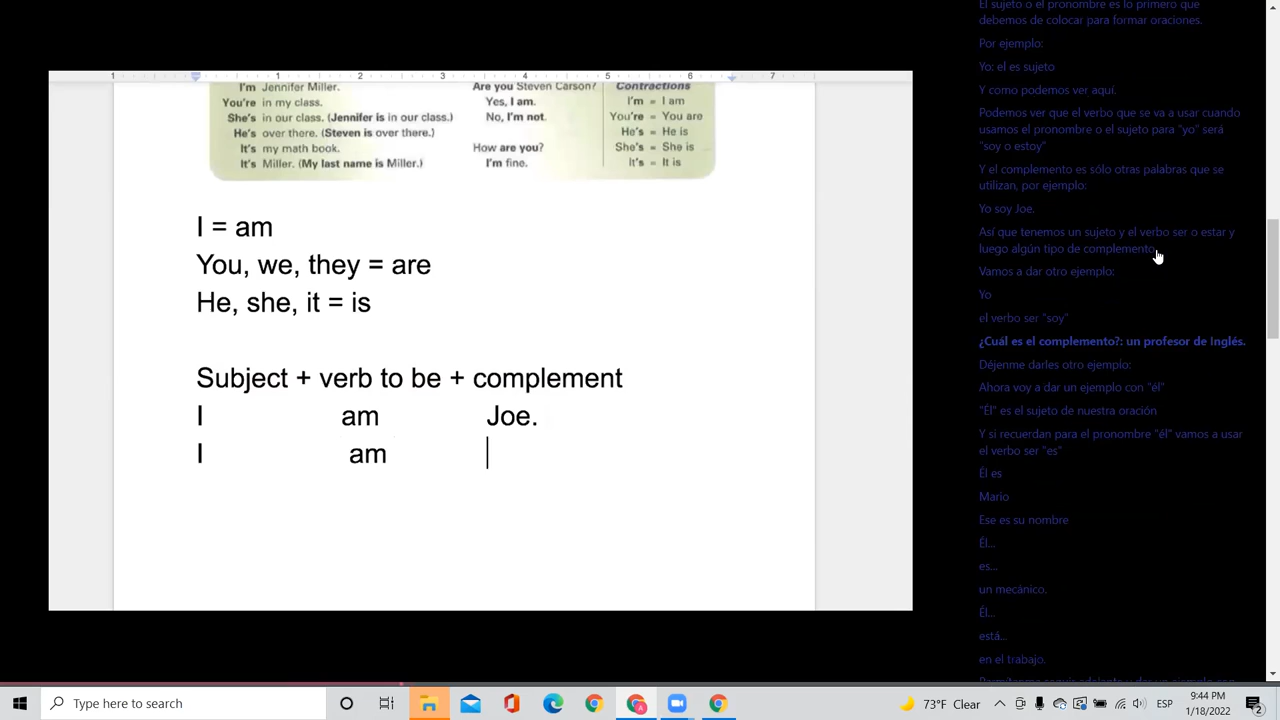 1 1 2 3 4 5 6 7
I'm Jennifer Miller.
You're in my class.
She's in our class. (Jennifer is in our class.)
He's over there. (Steven is over there.)
It's my math book.
It's Miller. (My last name is Miller.)
Are you Steven Carson?
Yes, I am.
No, I'm not.
How are you?
I'm fine.
Contractions
I'm = I am
You're = You are
He's = He is
She's = She is
It's = It is
I = am
You, we, they = are
He, she, it = is
Subject + verb to be + complement
I am Joe.
I am
El sujeto o el pronombre es lo primero que
debemos de colocar para formar oraciones.
Por ejemplo:
Yo: el es sujeto
Y como podemos ver aquí.
Podemos ver que el verbo que se va a usar cuando
usamos el pronombre o el sujeto para "yo" será
"soy o estoy"
Y el complemento es sólo otras palabras que se
utilizan, por ejemplo:
Yo soy Joe.
Así que tenemos un sujeto y el verbo ser o estar y
luego algún tipo de complemento.
Vamos a dar otro ejemplo:
Yo
el verbo ser "soy"
¿Cuál es el complemento?: un profesor de Inglés.
Déjenme darles otro ejemplo:
Ahora voy a dar un ejemplo con "él"
"Él" es el sujeto de nuestra oración
Y si recuerdan para el pronombre "él" vamos a usar
el verbo ser "es"
Él es
Mario
Ese es su nombre
Él...
es...
un mecánico.
Él...
está...
en el trabajo.
Type here to search
73°F Clear
ESP
9:44 PM
1/18/2022
2